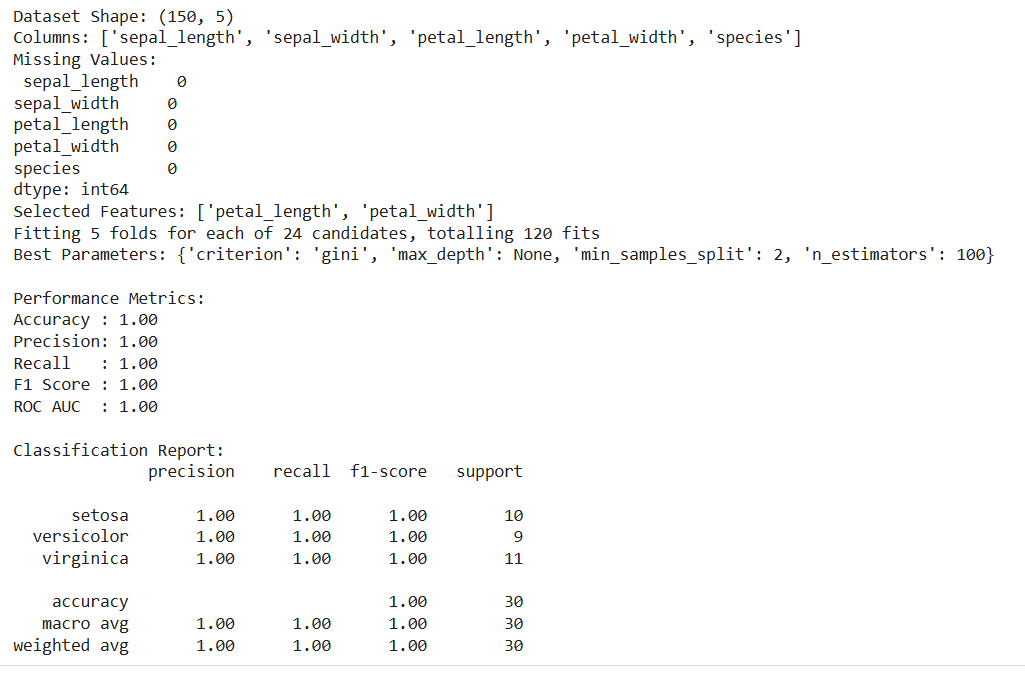 Dataset Shape: (150, 5)
Columns: ['sepal_length', 'sepal_width', 'petal_length', 'petal_width', 'species']
Missing Values:
 sepal_length    0
sepal_width     0
petal_length    0
petal_width     0
species         0
dtype: int64
Selected Features: ['petal_length', 'petal_width']
Fitting 5 folds for each of 24 candidates, totalling 120 fits
Best Parameters: {'criterion': 'gini', 'max_depth': None, 'min_samples_split': 2, 'n_estimators': 100}

Performance Metrics:
Accuracy : 1.00
Precision: 1.00
Recall   : 1.00
F1 Score : 1.00
ROC AUC  : 1.00

Classification Report:
              precision    recall  f1-score   support

      setosa       1.00      1.00      1.00        10
  versicolor       1.00      1.00      1.00         9
   virginica       1.00      1.00      1.00        11

    accuracy                           1.00        30
   macro avg       1.00      1.00      1.00        30
weighted avg       1.00      1.00      1.00        30